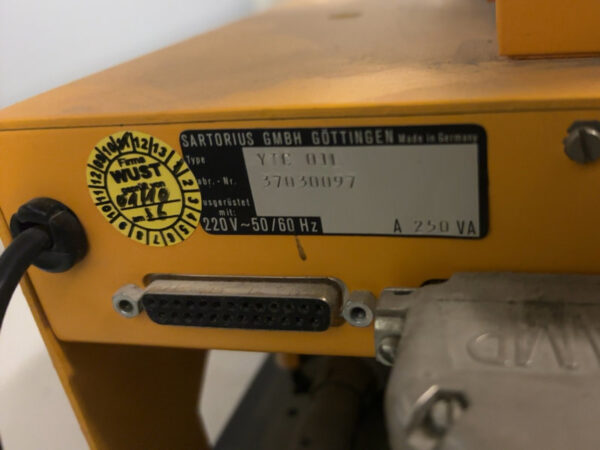 SARTORIUS GMBH GÖTTINGEN Made in Germany
Type YTC 01L
Fabr.-Nr. 37030097
ausgerüstet
mit:
220V~50/60 Hz A 250 VA
Firma
WUST
AMP